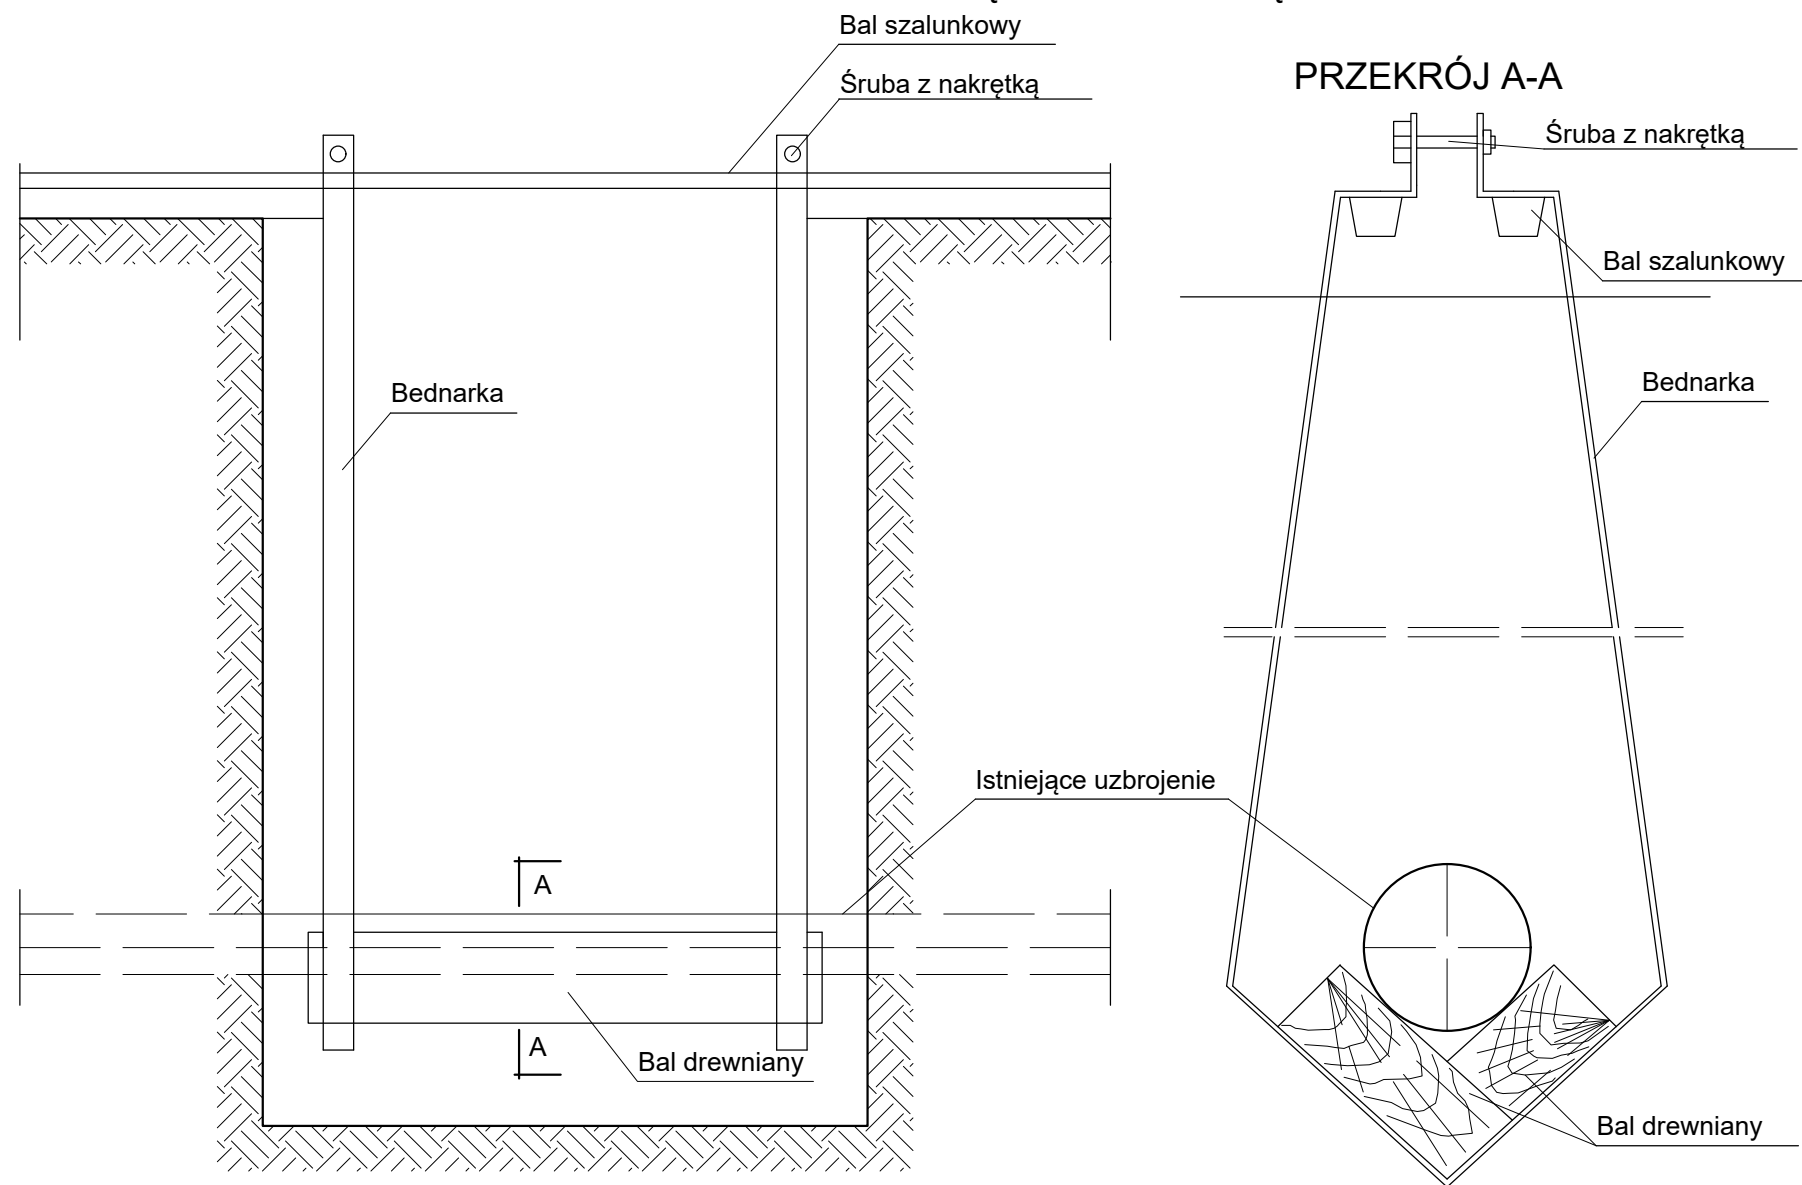 Bal szalunkowy
Śruba z nakrętką
PRZEKRÓJ A-A
Śruba z nakrętką
Bal szalunkowy
Bednarka
Bednarka
Istniejące uzbrojenie
A
A
Bal drewniany
Bal drewniany